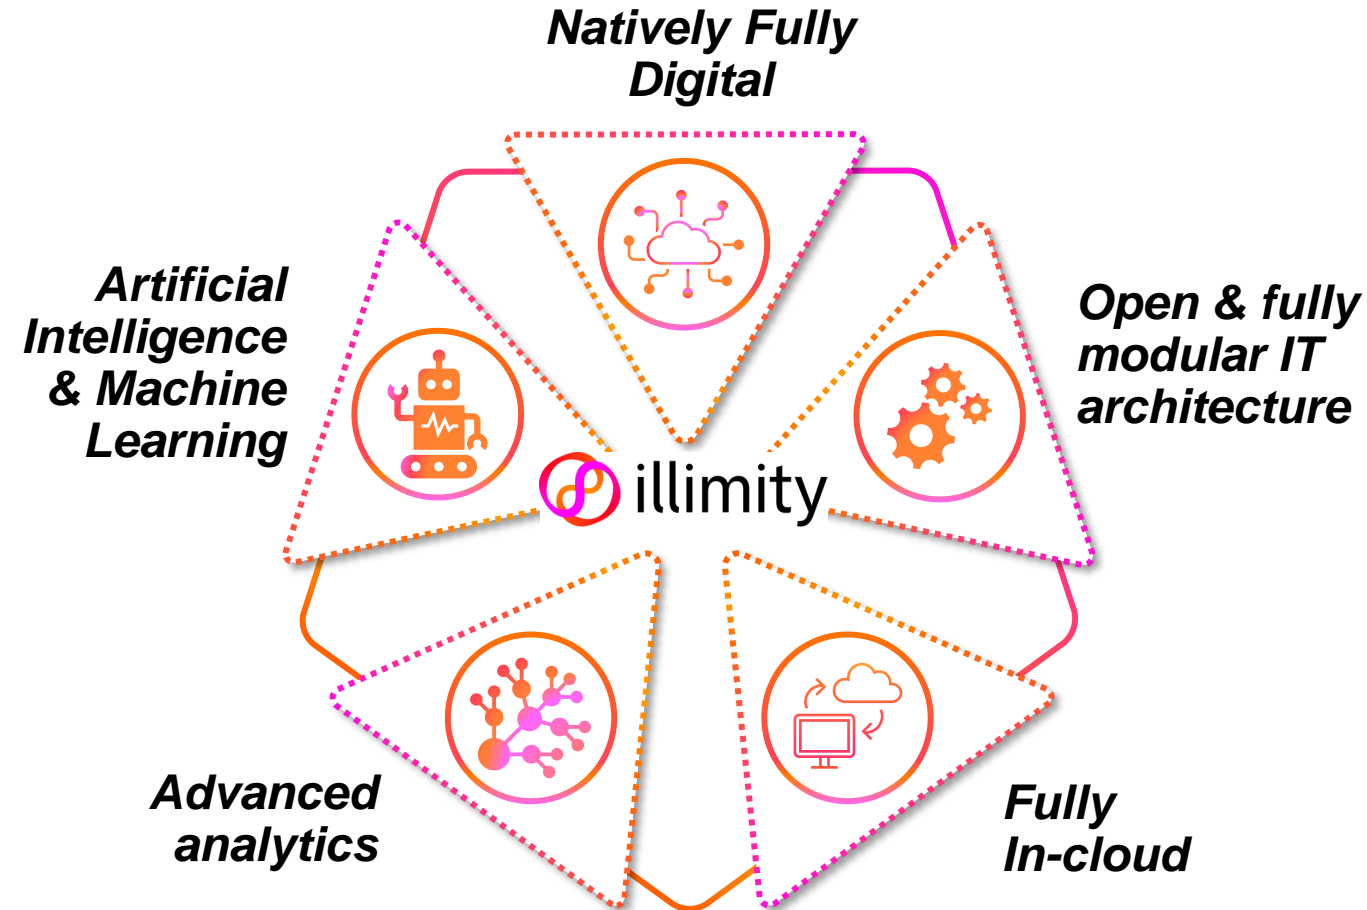 Natively Fully
Digital
Artificial
Intelligence
& Machine
Learning
Open & fully
modular IT
architecture
illimity
Advanced
analytics
Fully
In-cloud